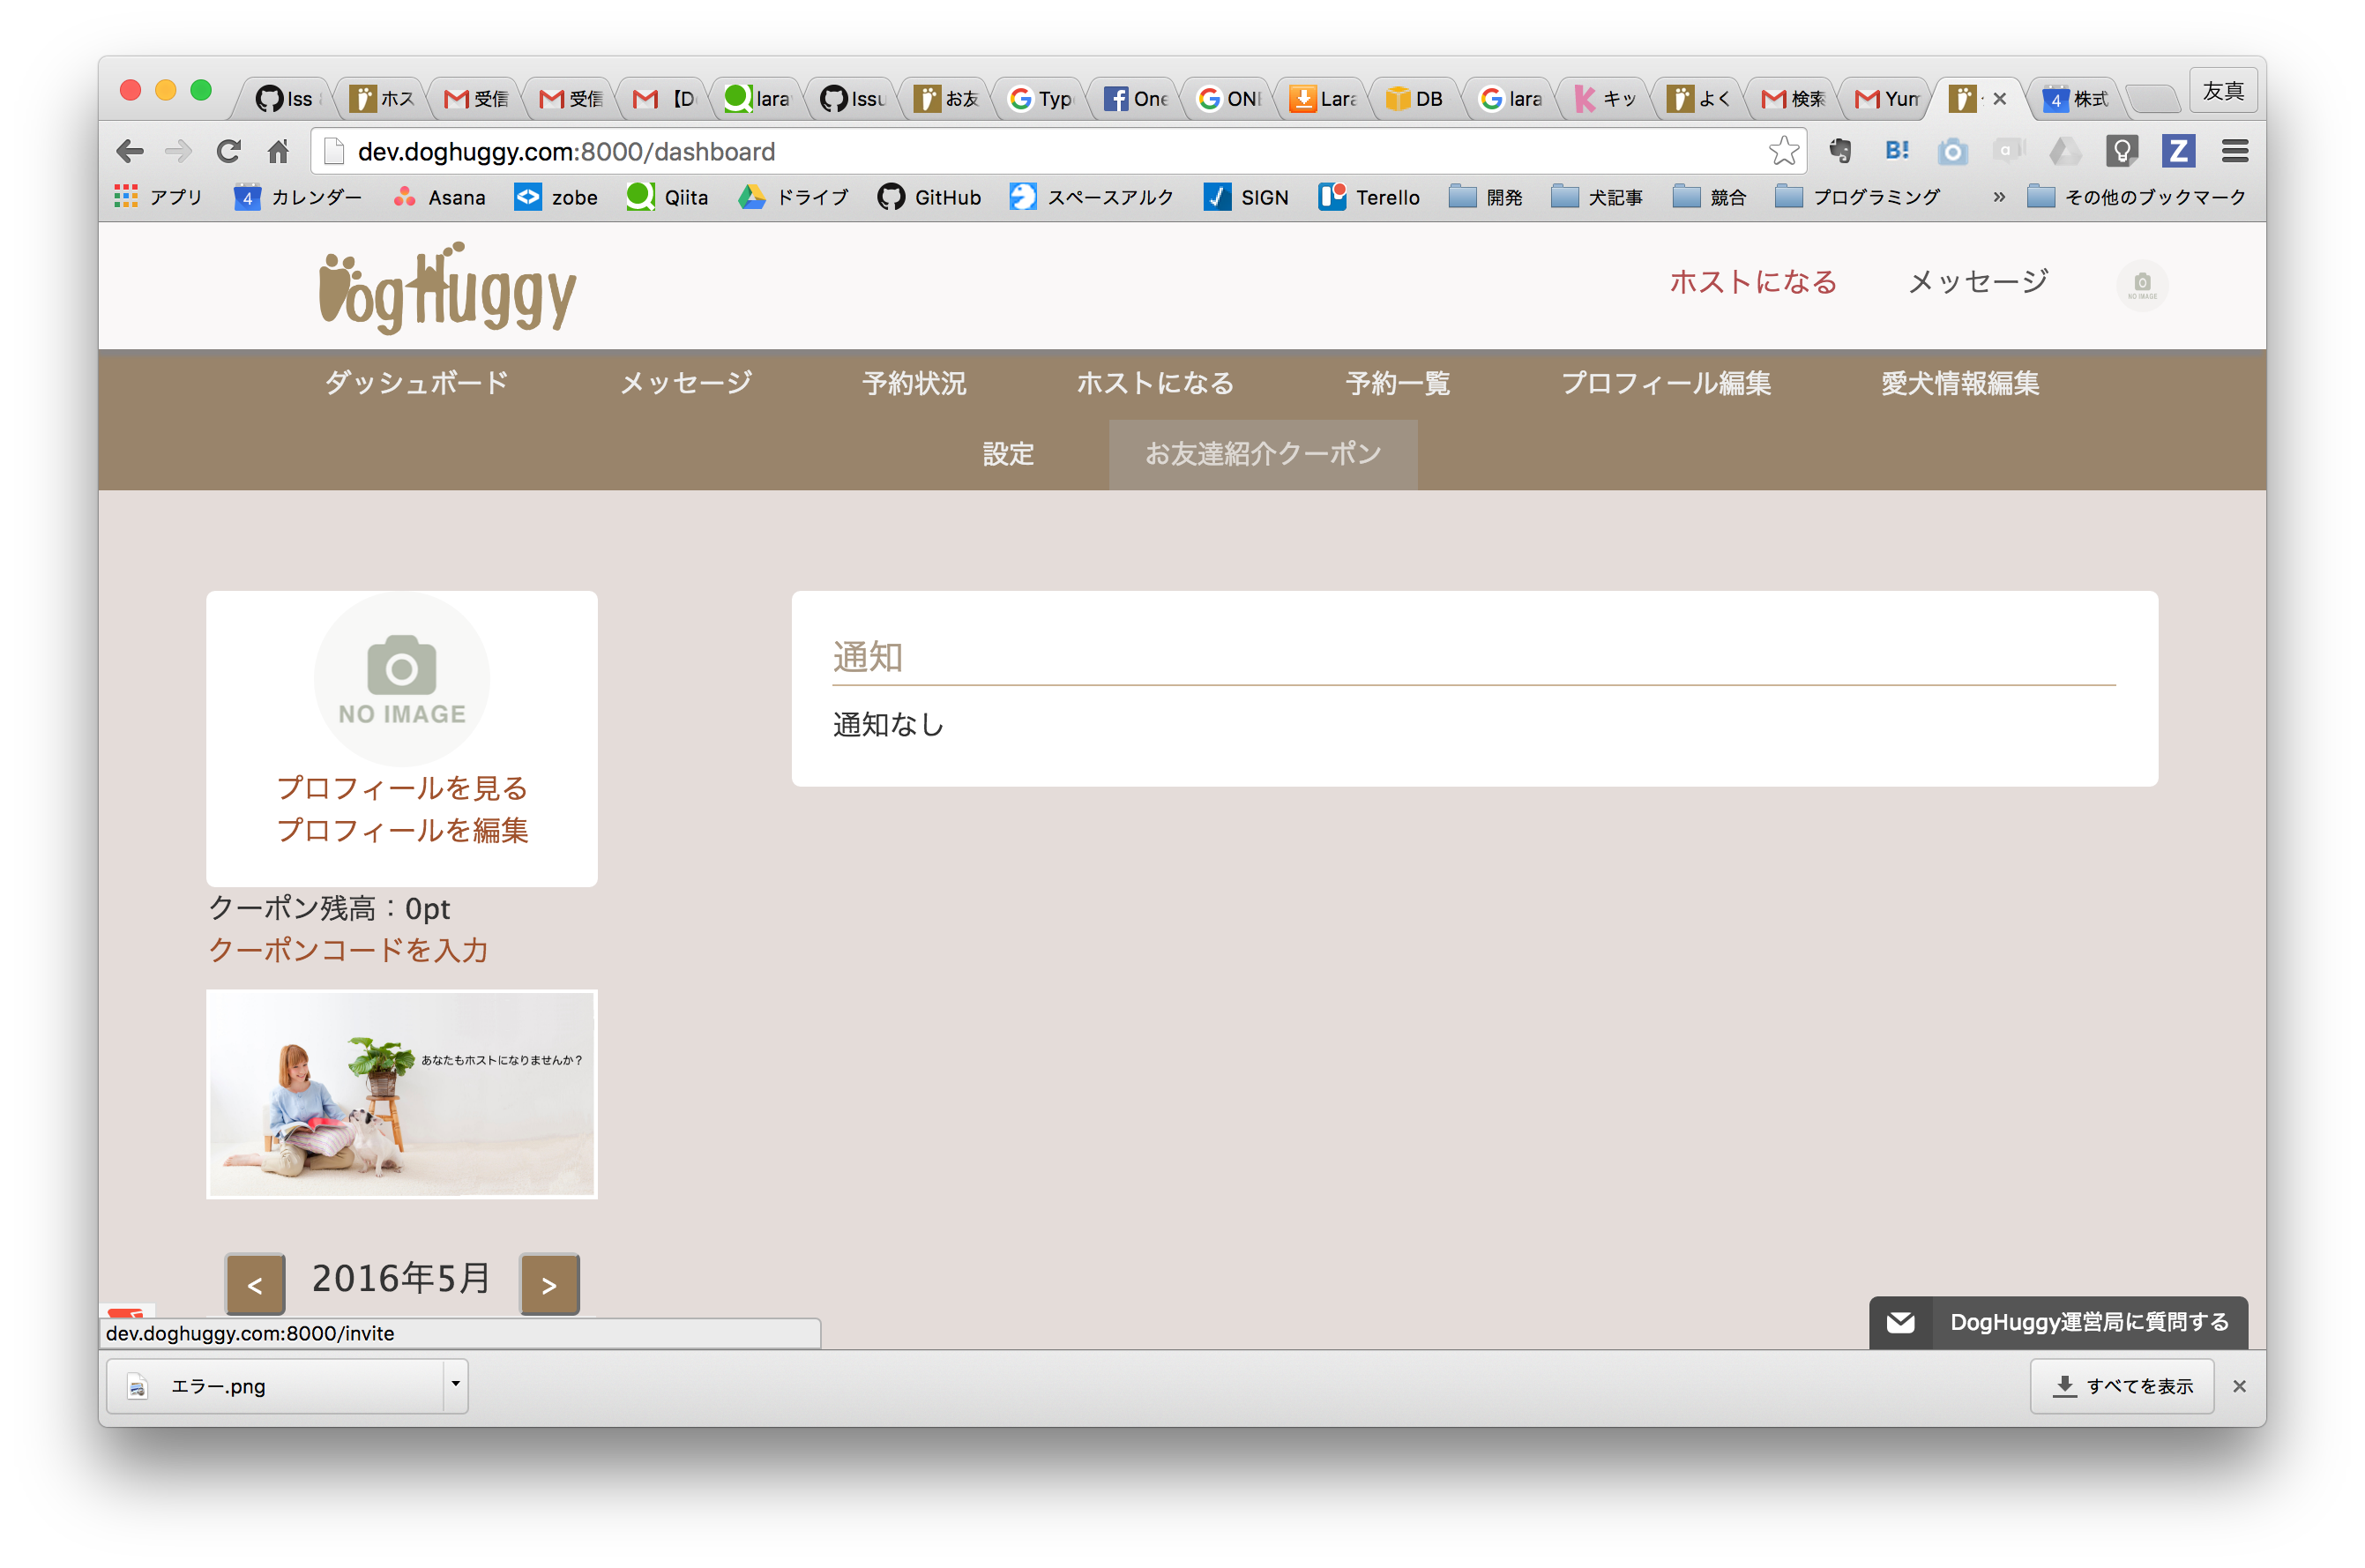 Iss ホス 受信 受信 【D lara Issu お友 Typ One ONE Lara DB lara キッ よく 検索 Yum 株式 友真
dev.doghuggy.com:8000/dashboard
アプリ 4 カレンダー Asana zobe Qiita ドライブ GitHub スペースアルク SIGN Terello 開発 犬記事 競合 プログラミング » その他のブックマーク
DogHuggy ホストになる メッセージ NO IMAGE
ダッシュボード メッセージ 予約状況 ホストになる 予約一覧 プロフィール編集 愛犬情報編集
設定 お友達紹介クーポン
NO IMAGE
プロフィールを見る
プロフィールを編集
通知
通知なし
クーポン残高：0pt
クーポンコードを入力
あなたもホストになりませんか？
< 2016年5月 >
dev.doghuggy.com:8000/invite
DogHuggy運営局に質問する
エラー.png すべてを表示